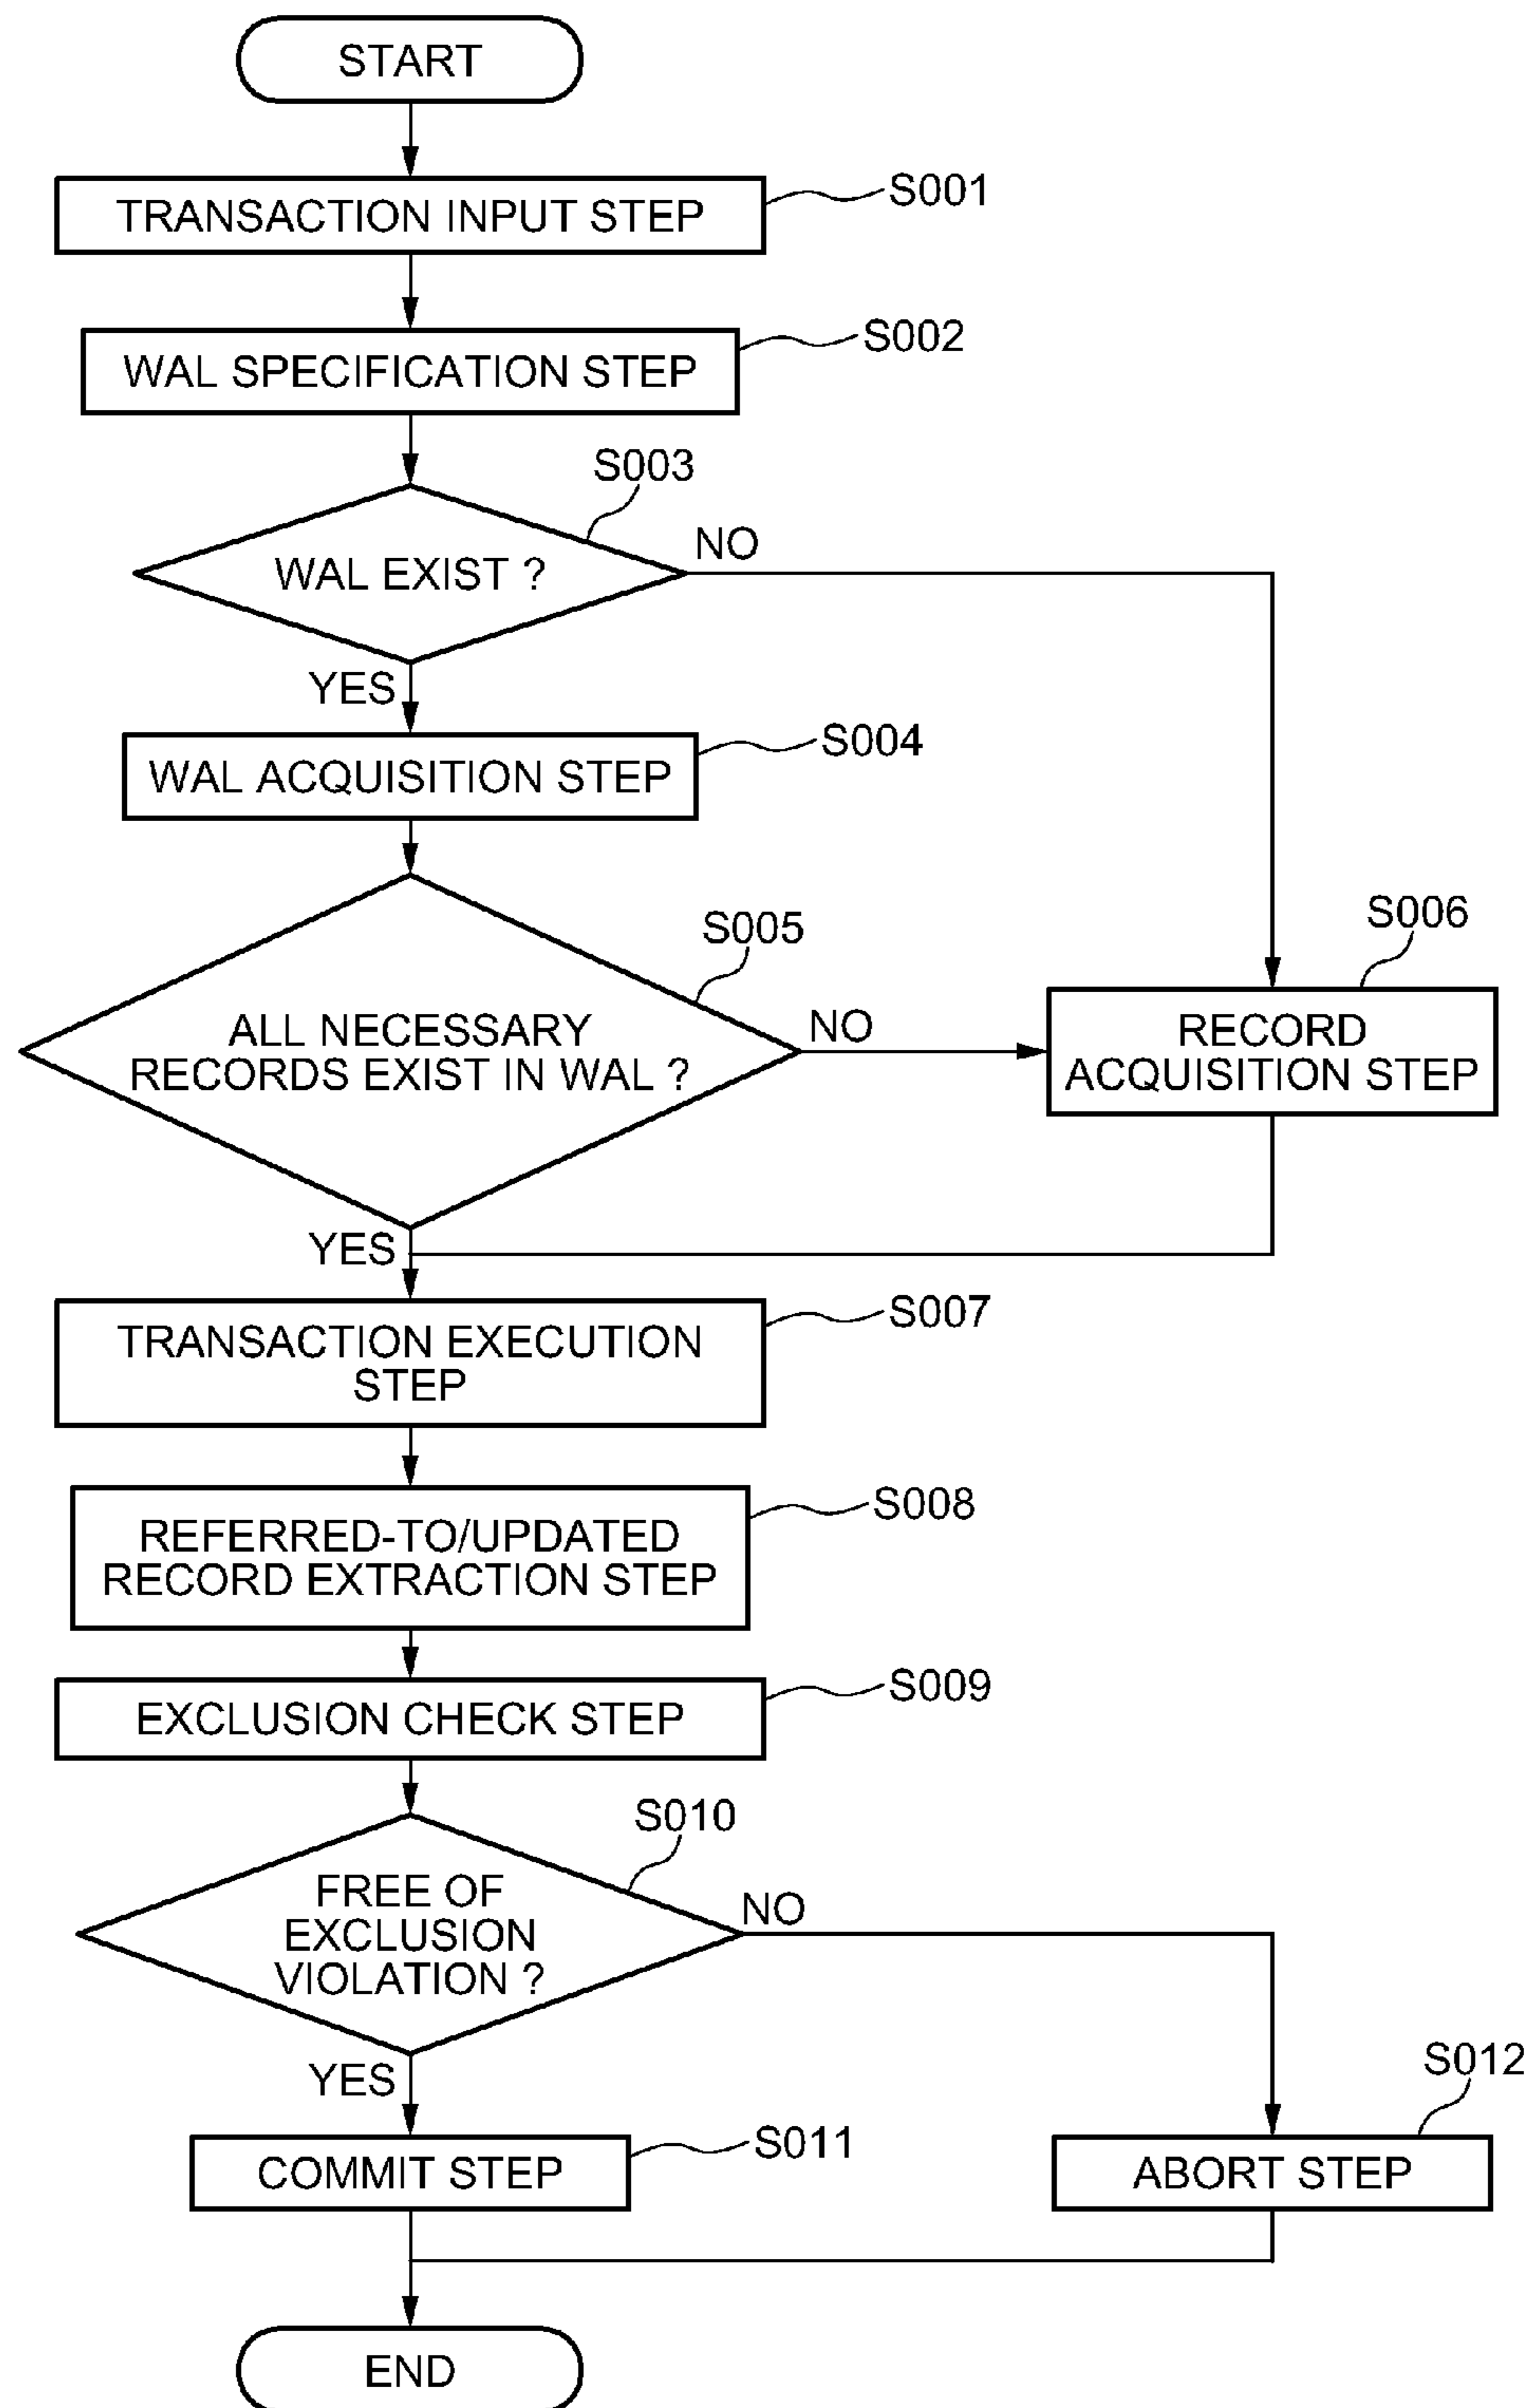 START
TRANSACTION INPUT STEP
S001
WAL SPECIFICATION STEP
S002
S003
WAL EXIST ?
NO
YES
WAL ACQUISITION STEP
S004
S005
ALL NECESSARY
RECORDS EXIST IN WAL ?
NO
S006
RECORD
ACQUISITION STEP
YES
TRANSACTION EXECUTION
STEP
S007
REFERRED-TO/UPDATED
RECORD EXTRACTION STEP
S008
EXCLUSION CHECK STEP
S009
S010
FREE OF
EXCLUSION
VIOLATION ?
NO
YES
COMMIT STEP
S011
S012
ABORT STEP
END